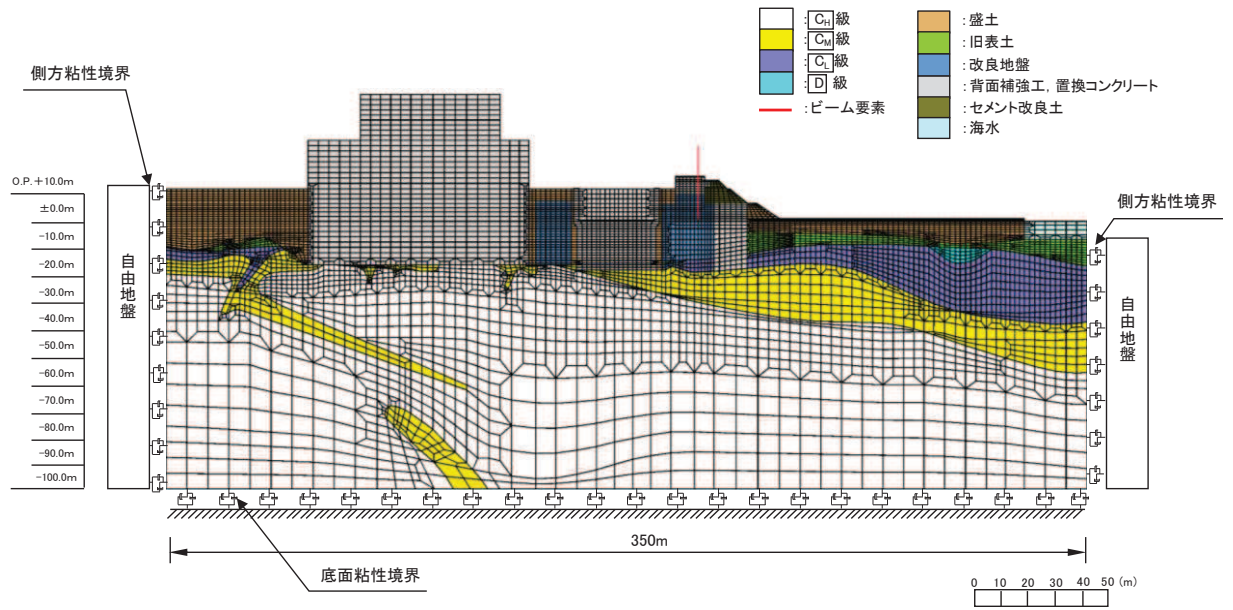 :CH級
:CM級
:CL級
:D 級
:ビーム要素
:盛土
:旧表土
:改良地盤
:背面補強工,置換コンクリート
:セメント改良土
:海水
側方粘性境界
側方粘性境界
O.P.+10.0m
±0.0m
-10.0m
-20.0m
-30.0m
-40.0m
-50.0m
-60.0m
-70.0m
-80.0m
-90.0m
-100.0m
自由地盤
自由地盤
350m
底面粘性境界
0 10 20 30 40 50 (m)